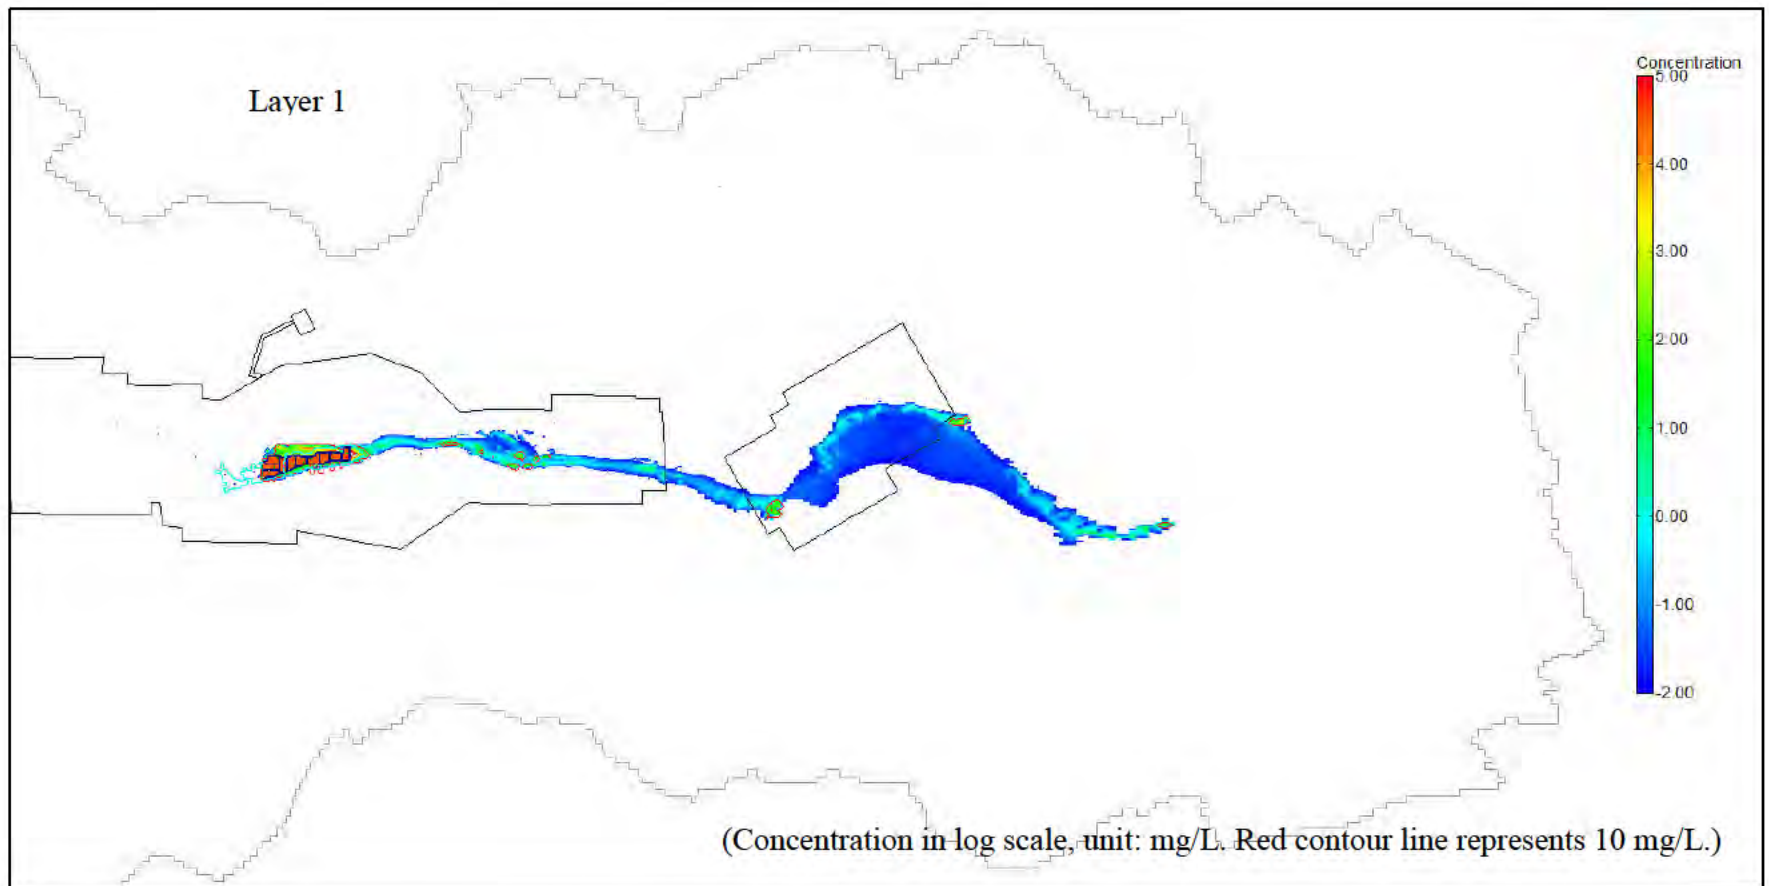 Layer 1
Concentration
5.00
4.00
3.00
2.00
1.00
0.00
-1.00
-2.00
(Concentration in log scale, unit: mg/L. Red contour line represents 10 mg/L.)